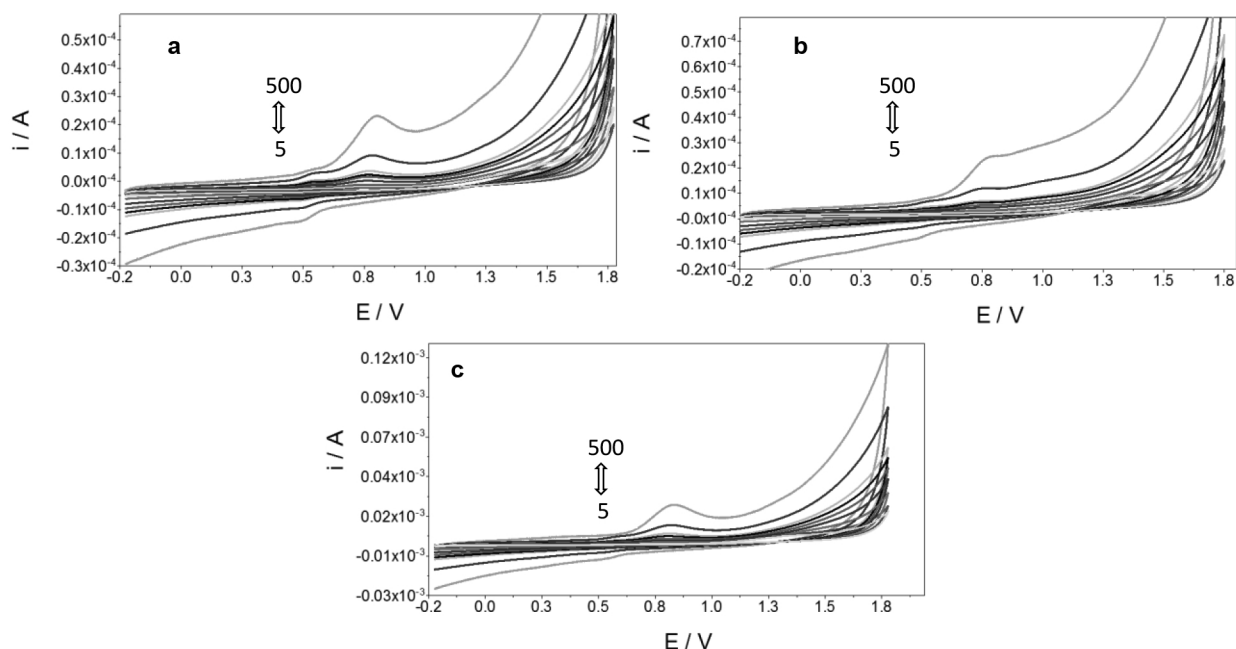 a
500
5
i / A
0.5x10⁻⁴
0.4x10⁻⁴
0.3x10⁻⁴
0.2x10⁻⁴
0.1x10⁻⁴
0.0x10⁻⁴
-0.1x10⁻⁴
-0.2x10⁻⁴
-0.3x10⁻⁴
-0.2 0.0 0.3 0.5 0.8 1.0 1.3 1.5 1.8
E / V
b
500
5
i / A
0.7x10⁻⁴
0.6x10⁻⁴
0.5x10⁻⁴
0.4x10⁻⁴
0.3x10⁻⁴
0.2x10⁻⁴
0.1x10⁻⁴
-0.0x10⁻⁴
-0.1x10⁻⁴
-0.2x10⁻⁴
-0.2 0.0 0.3 0.5 0.8 1.0 1.3 1.5 1.8
E / V
c
500
5
i / A
0.12x10⁻³
0.09x10⁻³
0.07x10⁻³
0.04x10⁻³
0.02x10⁻³
-0.01x10⁻³
-0.03x10⁻³
-0.2 0.0 0.3 0.5 0.8 1.0 1.3 1.5 1.8
E / V